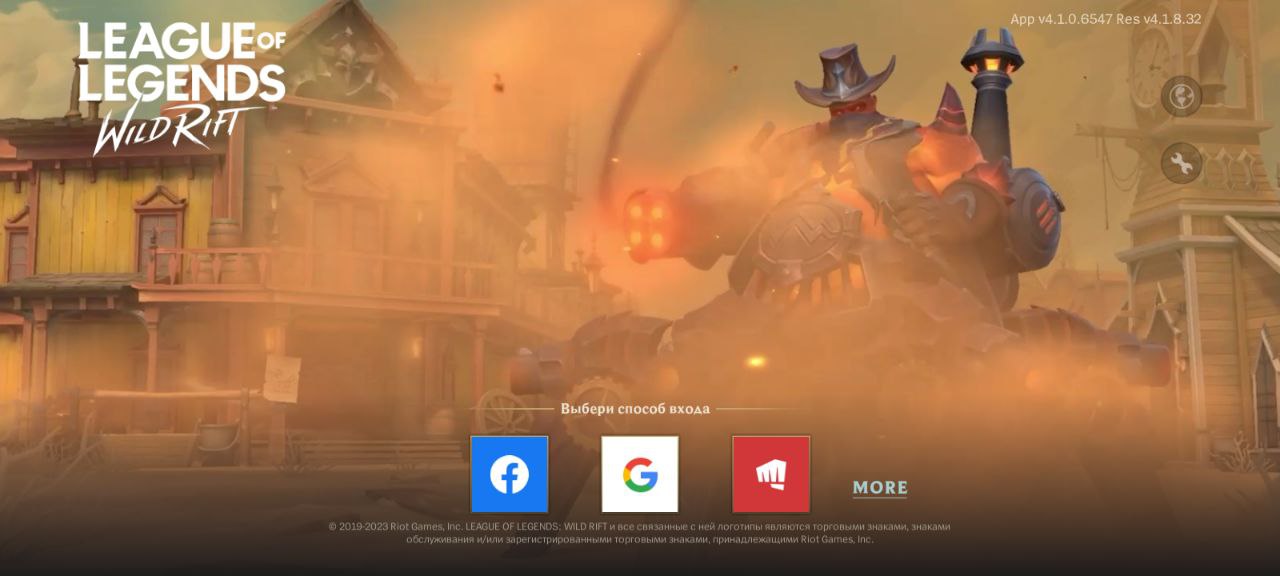 LEAGUE OF
LEGENDS
WILD RIFT
App v4.1.0.6547 Res v4.1.8.32
Выбери способ входа
MORE
© 2019-2023 Riot Games, Inc. LEAGUE OF LEGENDS: WILD RIFT и все связанные с ней логотипы являются торговыми знаками, знаками
обслуживания и/или зарегистрированными торговыми знаками, принадлежащими Riot Games, Inc.